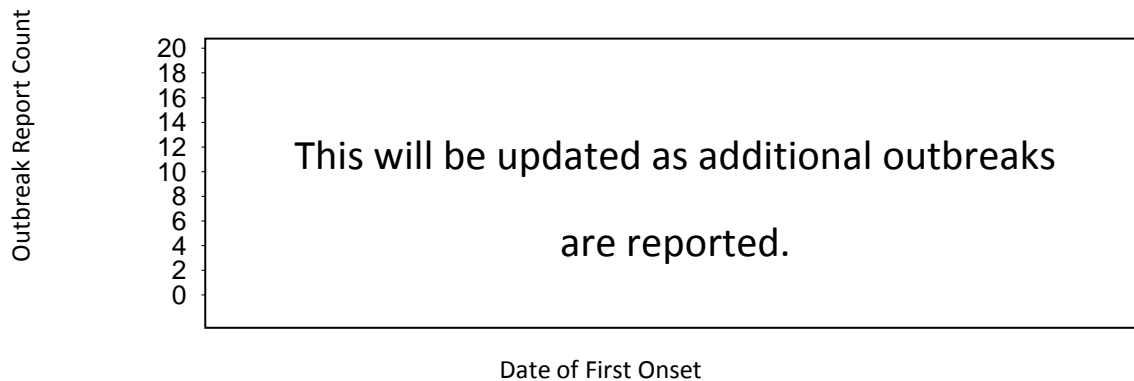 Outbreak Report Count
20
18
16
14
12
10
8
6
4
2
0
This will be updated as additional outbreaks
are reported.
Date of First Onset